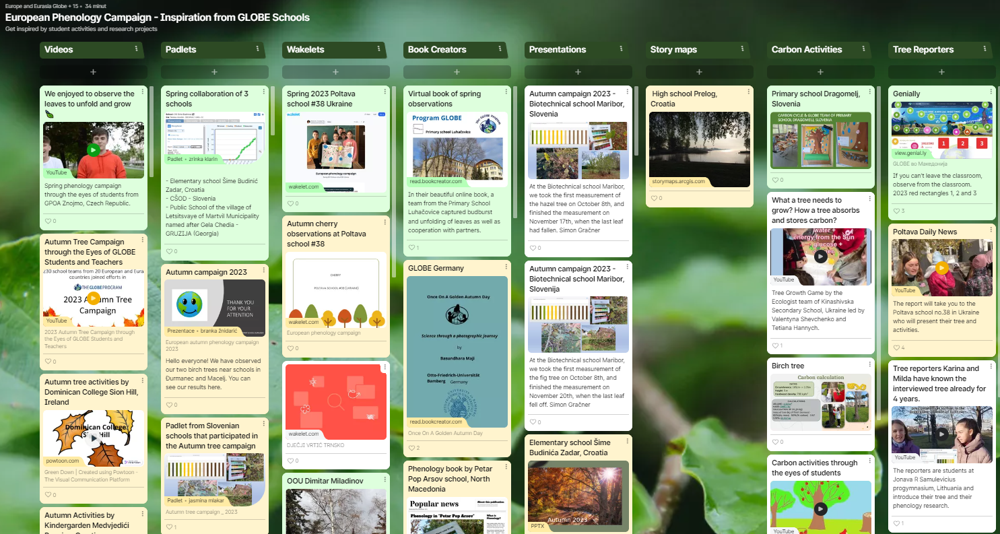 Europe and Eurasia Globe + 15 • 34 minut
European Phenology Campaign - Inspiration from GLOBE Schools
Get inspired by student activities and research projects
Videos
We enjoyed to observe the
leaves to unfold and grow
YouTube
Spring phenology campaign
through the eyes of students from
GPOA Znojmo, Czech Republic.
0
Autumn Tree Campaign
through the Eyes of GLOBE
Students and Teachers
230 school teams from 20 European and Eura
countries joined efforts in
THE GLOBE PROGRAM
2023 Autumn Tree
Campaign
YouTube
2023 Autumn Tree Campaign through
the Eyes of GLOBE Students and
Teachers
0
Autumn tree activities by
Dominican College Sion Hill,
Ireland
Dominican College
Sion Hill
powtoon.com
Green Down | Created using Powtoon -
The Visual Communication Platform
0
Autumn Activities by
Kindergarden Medvjedići
Padlets
Spring collaboration of 3
schools
Padlet • zrinka klarin
- Elementary school Šime Budinić
Zadar, Croatia
- CŠOD - Slovenia
- Public School of the village of
Letsitsvaye of Martvil Municipality
named after Gela Chedia -
GRUZIJA (Georgia)
0
Autumn campaign 2023
THANK YOU
FOR YOUR
ATTENTION
Prezentace • branka žnidarić
European autumn phenology campaign
2023
Hello everyone! We have observed
our two birch trees near schools in
Đurmanec and Macelj. You can
see our results here.
0
Padlet from Slovenian
schools that participated in
the Autumn tree campaign
Padlet • jasmina mlakar
Autumn tree campaign _ 2023
1
Wakelets
Spring 2023 Poltava
school #38 Ukraine
wakelet
European phenology campaign
wakelet.com
0
Autumn cherry
observations at Poltava
school #38
CHERRY
POLTAVA SCHOOL #38 (UKRAINE)
wakelet.com
European phenology campaign
0
wakelet.com
DJEČJI VRTIĆ TRNSKO
0
OOU Dimitar Miladinov
Book Creators
Virtual book of spring
observations
Program GLOBE
THE GLOBE PROGRAM
Primary school Luhačovice
read.bookcreator.com
In their beautiful online book, a
team from the Primary School
Luhačovice captured budburst
and unfolding of leaves as well as
cooperation with partners.
1
GLOBE Germany
Once On A Golden Autumn Day
Science through a photographic journey
by
Basundhara Maji
Otto-Friedrich-Universität
Bamberg Germany
read.bookcreator.com
Once On A Golden Autumn Day
2
Phenology book by Petar
Pop Arsov school, North
Macedonia
Popular news
About this publication
Phenology in "Petar Pop Arsov"
What is
Phenology?
Presentations
Autumn campaign 2023 -
Biotechnical school Maribor,
Slovenia
At the Biotechnical school Maribor,
we took the first measurement of
the hazel tree on October 8th, and
finished the measurement on
November 17th, when the last leaf
had fallen. Simon Gračner
0
Autumn campaign 2023 -
Biotechnical school Maribor,
Slovenija
At the Biotechnical school Maribor,
we took the first measurement of
the fig tree on October 8th, and
finished the measurement on
November 20th, when the last leaf
fell off. Simon Gračner
0
Elementary school Šime
Budinića Zadar, Croatia
Autumn 2023
PPTX
Story maps
High school Prelog,
Croatia
storymaps.arcgis.com
0
Carbon Activities
Primary school Dragomelj,
Slovenia
CARBON CYCLE & GLOBE TEAM OF PRIMARY
SCHOOL DRAGOMELJ, SLOVENIA
0
What a tree needs to
grow? How a tree absorbs
and stores carbon?
water +
energy from the Sun
glucose +
YouTube
Tree Growth Game by the
Ecologist team of Kinashivska
Secondary School, Ukraine led by
Valentyna Shevchenko and
Tetiana Hannych.
1
Birch tree
Carbon calculation
0
Carbon activities through
the eyes of students
YouTube
Tree Reporters
Genially
1 2 3
view.genial.ly
GLOBE во Македонија
If you can't leave the classroom,
observe from the classroom.
2023 red rectangles 1, 2 and 3
3
Poltava Daily News
YouTube
The report will take you to the
Poltava school no.38 in Ukraine
who will present their tree and
activities.
4
Tree reporters Karina and
Milda have known the
interviewed tree already for
4 years.
YouTube
The reporters are students at
Jonava R Samulevicius
progymnasium, Lithuania and
introduce their tree and their
phenology research.
1